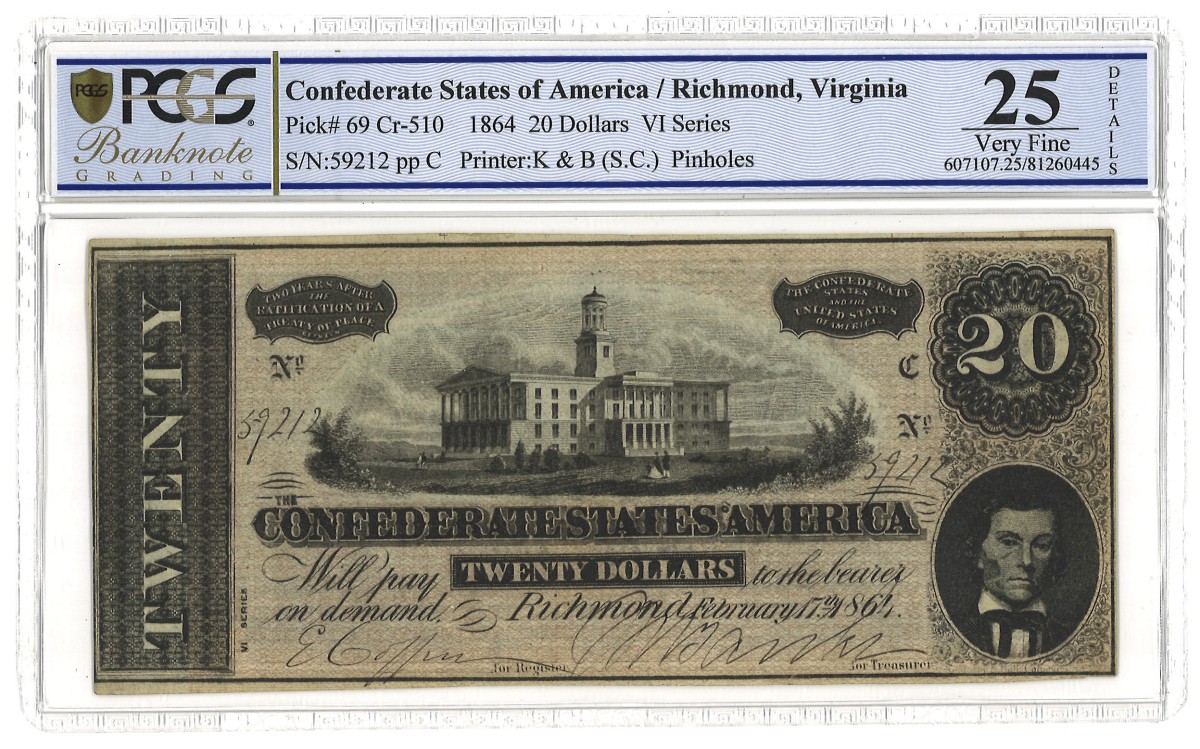 PCGS
PCGS
Banknote
GRADING
Confederate States of America / Richmond, Virginia
Pick# 69 Cr-510 1864 20 Dollars VI Series
S/N:59212 pp C Printer:K & B (S.C.) Pinholes
25
Very Fine
607107.25/81260445
DETAILS
TWENTY
TWO YEARS AFTER
THE
RATIFICATION OF A
TREATY OF PEACE
THE CONFEDERATE
STATES
AND THE
UNITED STATES
OF AMERICA.
20
No
C
59212
No
59212
THE
CONFEDERATE STATES OF AMERICA
Will pay TWENTY DOLLARS to the bearer
on demand. Richmond, February 17th 1864.
VI SERIES
for Register
for Treasurer